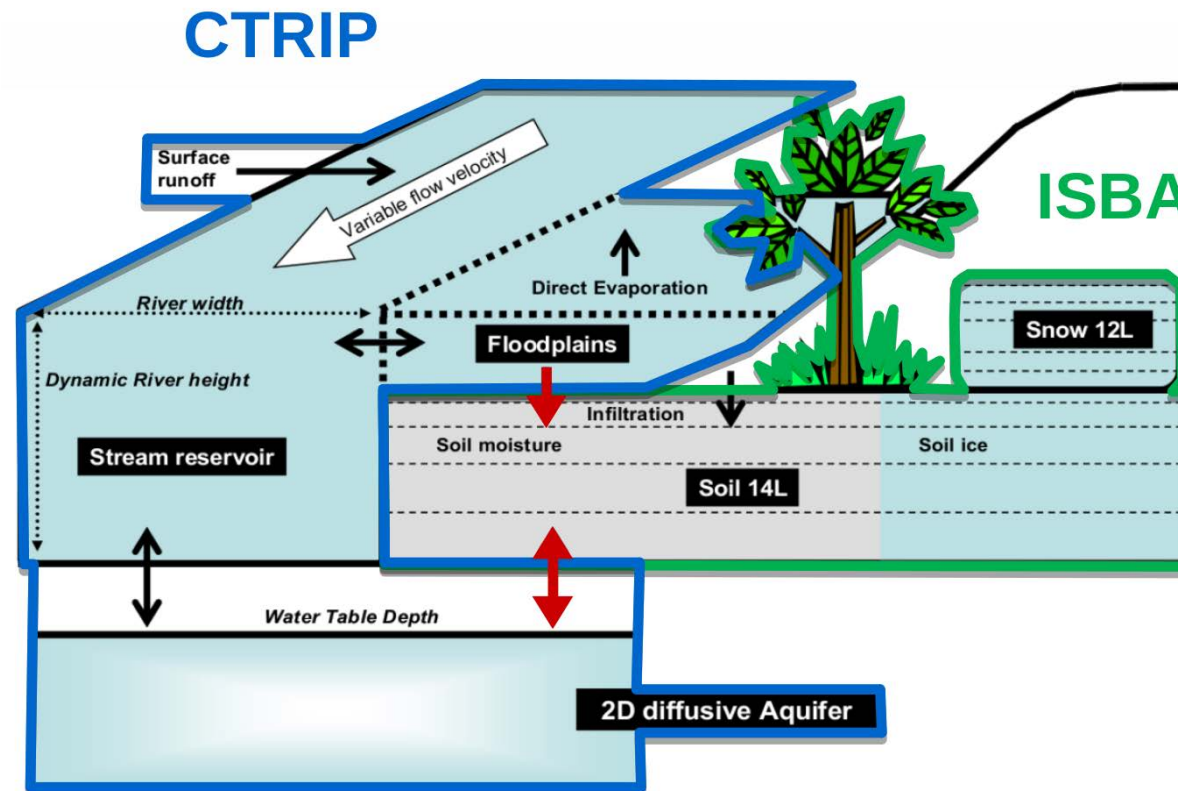 CTRIP
Surface
runoff
Variable flow velocity
ISBA
River width
Direct Evaporation
Snow 12L
Floodplains
Dynamic River height
Infiltration
Soil moisture
Soil ice
Stream reservoir
Soil 14L
Water Table Depth
2D diffusive Aquifer